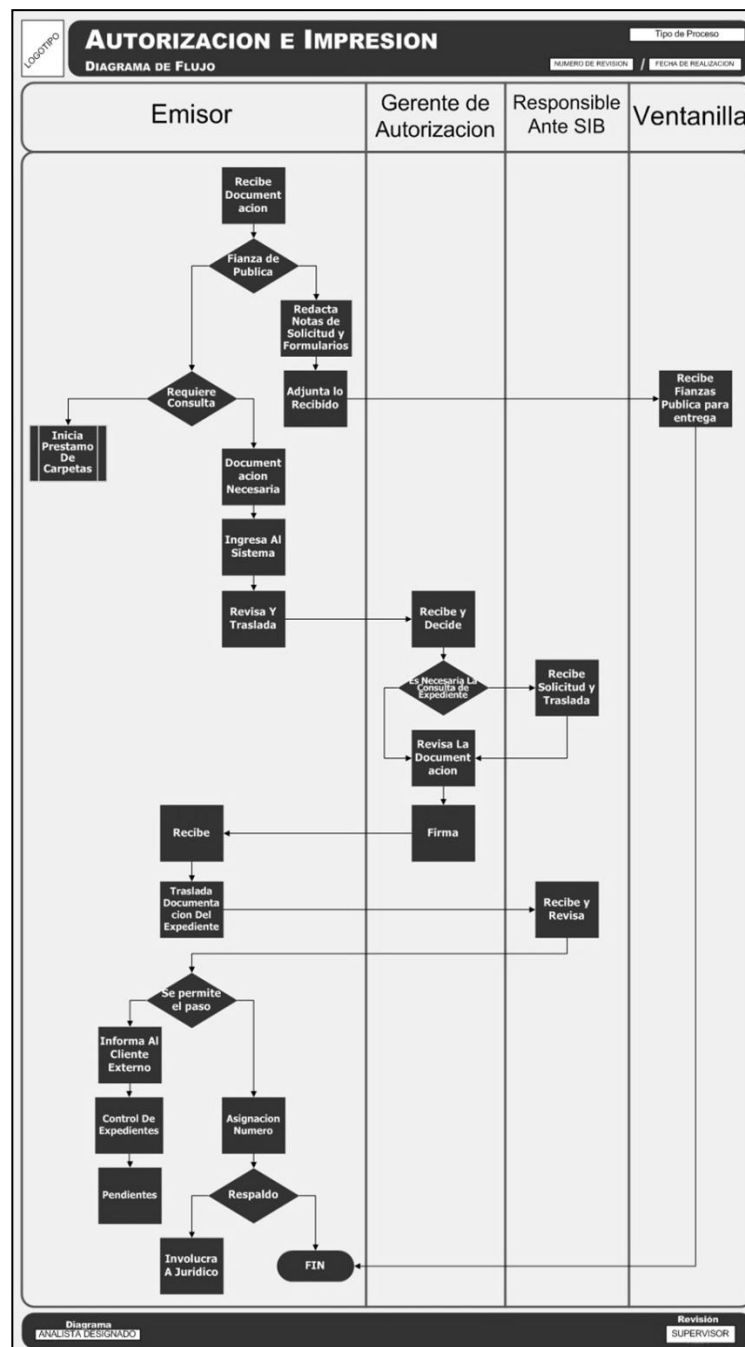 LOGOTIPO
AUTORIZACION E IMPRESION
DIAGRAMA DE FLUJO
Tipo de Proceso
NUMERO DE REVISION / FECHA DE REALIZACION
Emisor
Gerente de
Autorizacion
Responsible
Ante SIB
Ventanilla
Recibe
Document
acion
Fianza de
Publica
Redacta
Notas de
Solicitud y
Formularios
Requiere
Consulta
Adjunta lo
Recibido
Recibe
Fianzas
Publica para
entrega
Inicia
Prestamo
De
Carpetas
Document
acion
Necesaria
Ingresa Al
Sistema
Revisa Y
Traslada
Recibe y
Decide
Es Necesaria La
Consulta de
Expediente
Recibe
Solicitud y
Traslada
Revisa La
Document
acion
Recibe
Firma
Traslada
Documenta
cion Del
Expediente
Recibe y
Revisa
Se permite
el paso
Informa Al
Cliente
Externo
Control De
Expedientes
Asignacion
Numero
Pendientes
Respaldo
Involucra
A Juridico
FIN
Diagrama
ANALISTA DESIGNADO
Revisión
SUPERVISOR